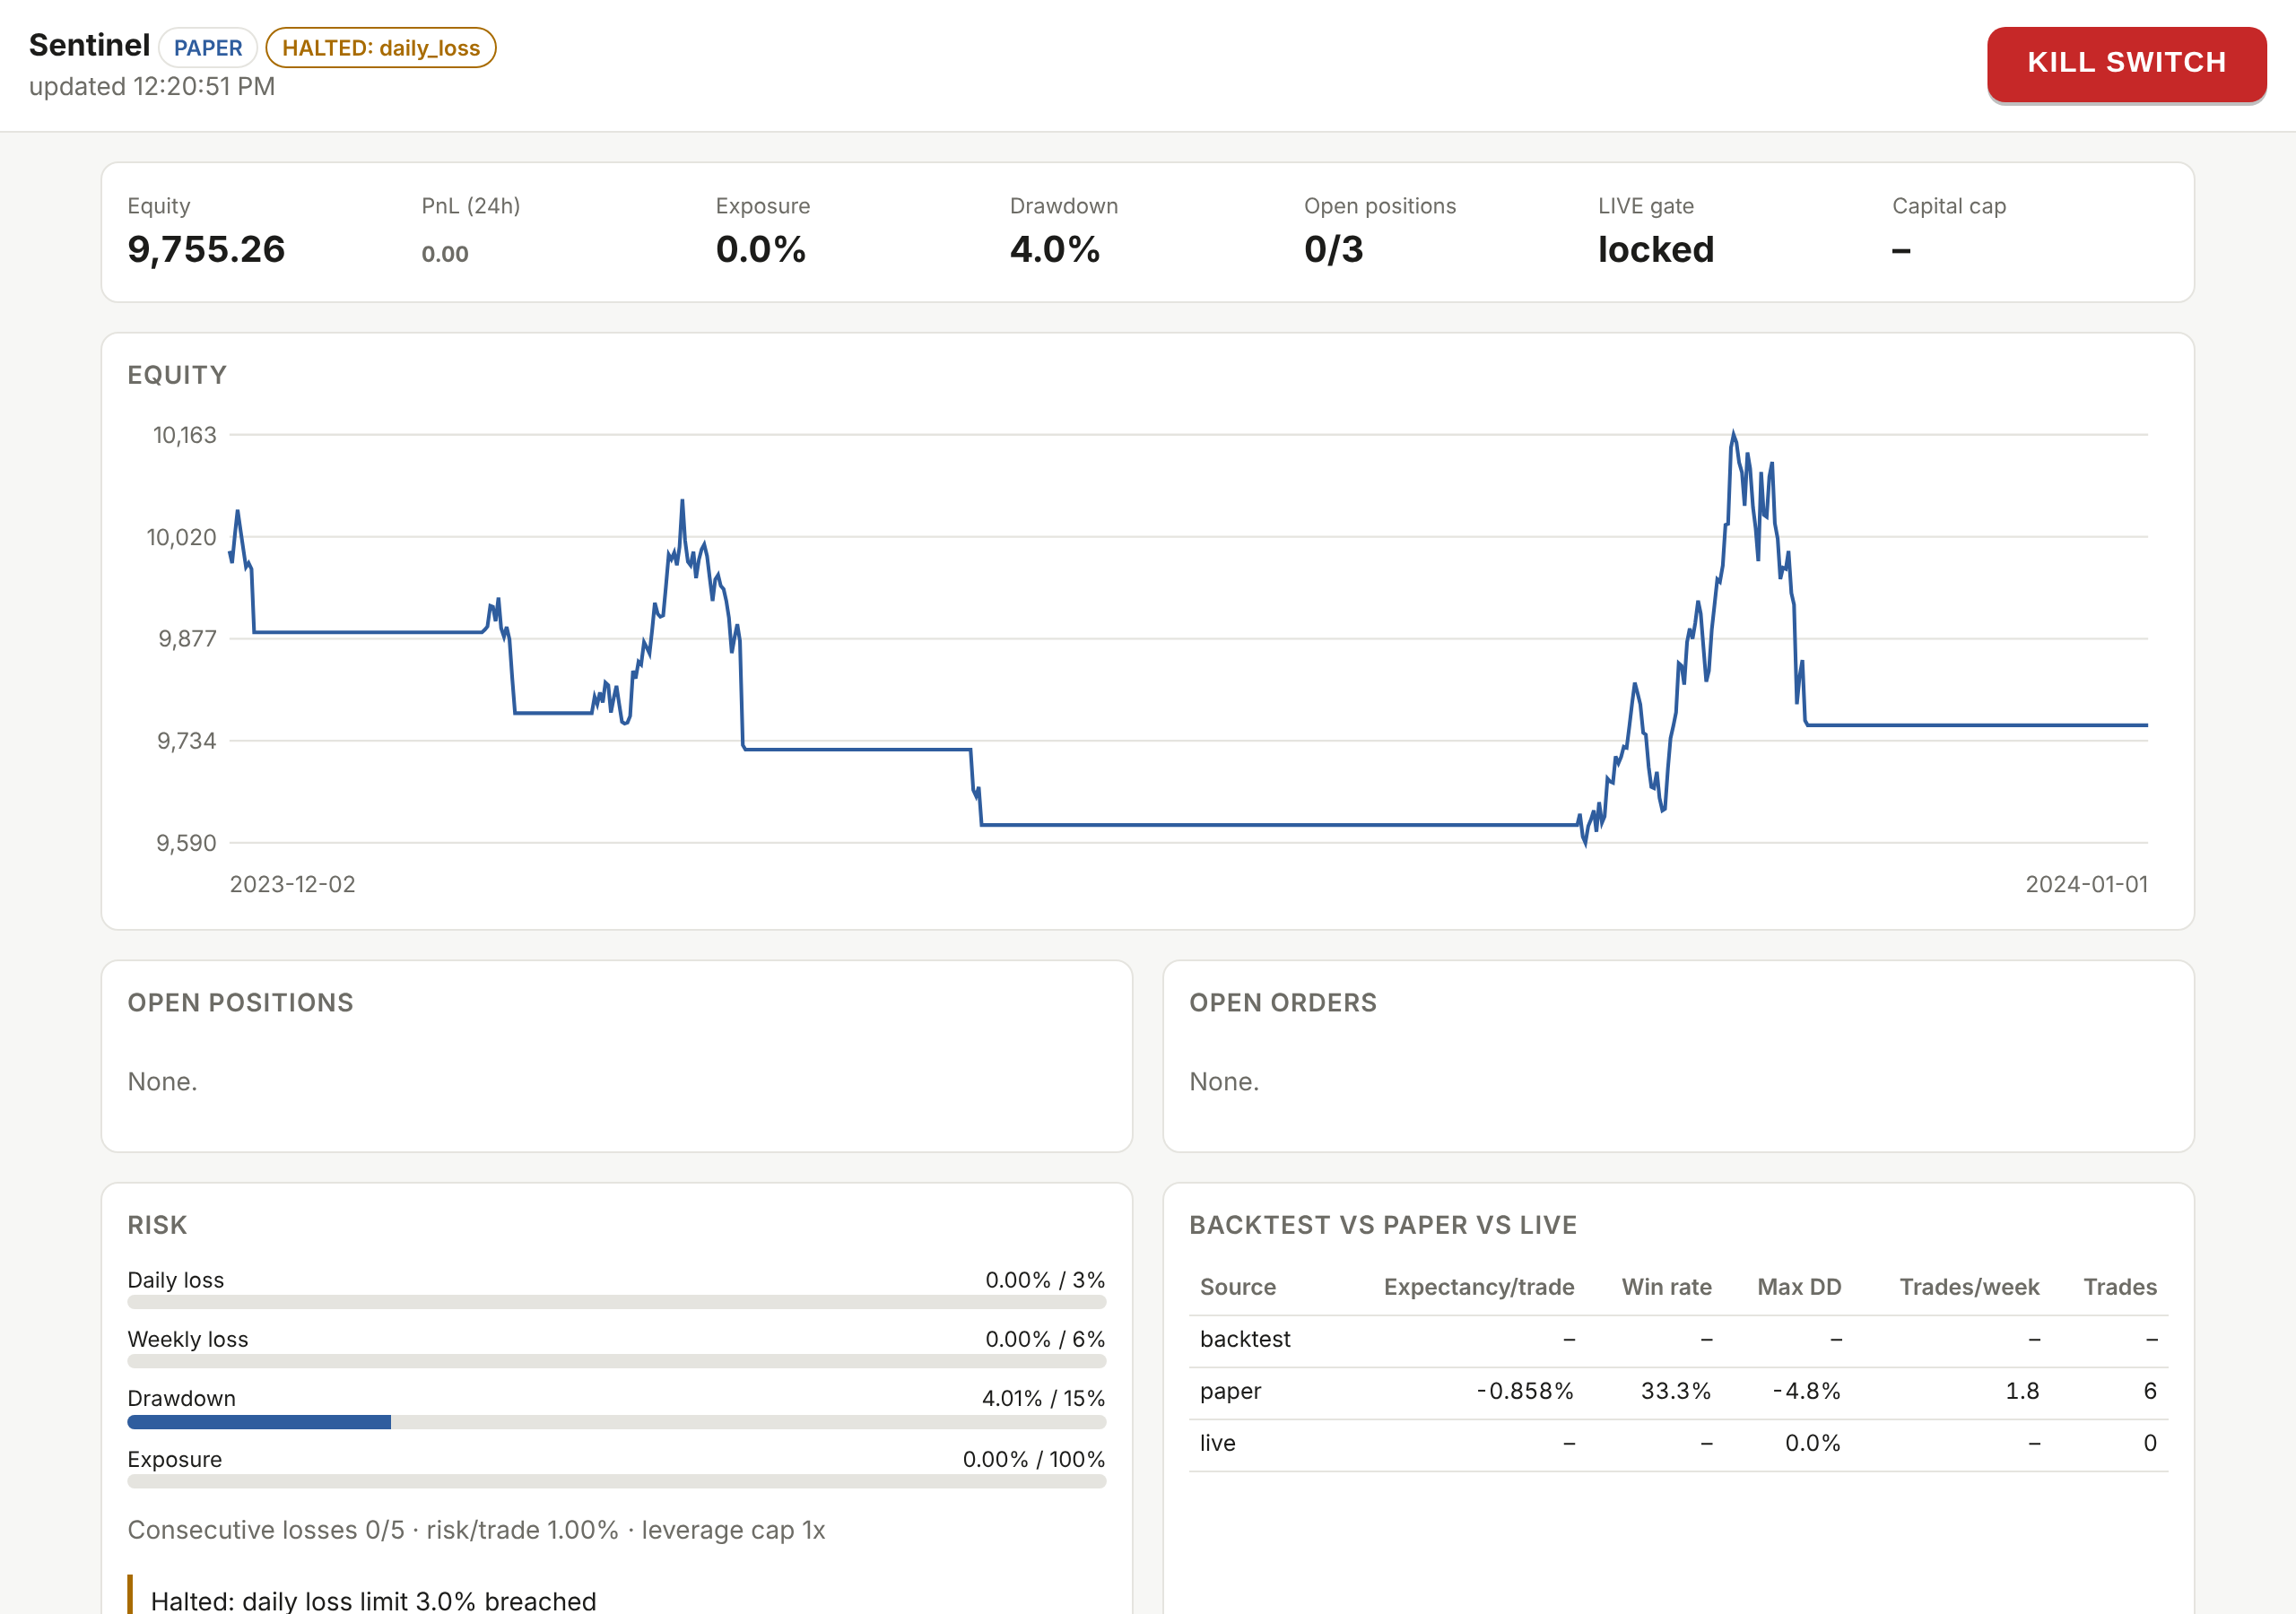 Sentinel PAPER HALTED: daily_loss
updated 12:20:51 PM
KILL SWITCH
Equity PnL (24h) Exposure Drawdown Open positions LIVE gate Capital cap
9,755.26 0.00 0.0% 4.0% 0/3 locked –
EQUITY
10,163
10,020
9,877
9,734
9,590
2023-12-02 2024-01-01
OPEN POSITIONS
None.
OPEN ORDERS
None.
RISK
Daily loss 0.00% / 3%
Weekly loss 0.00% / 6%
Drawdown 4.01% / 15%
Exposure 0.00% / 100%
Consecutive losses 0/5 · risk/trade 1.00% · leverage cap 1x
Halted: daily loss limit 3.0% breached
BACKTEST VS PAPER VS LIVE
Source Expectancy/trade Win rate Max DD Trades/week Trades
backtest – – – – –
paper -0.858% 33.3% -4.8% 1.8 6
live – – 0.0% – 0